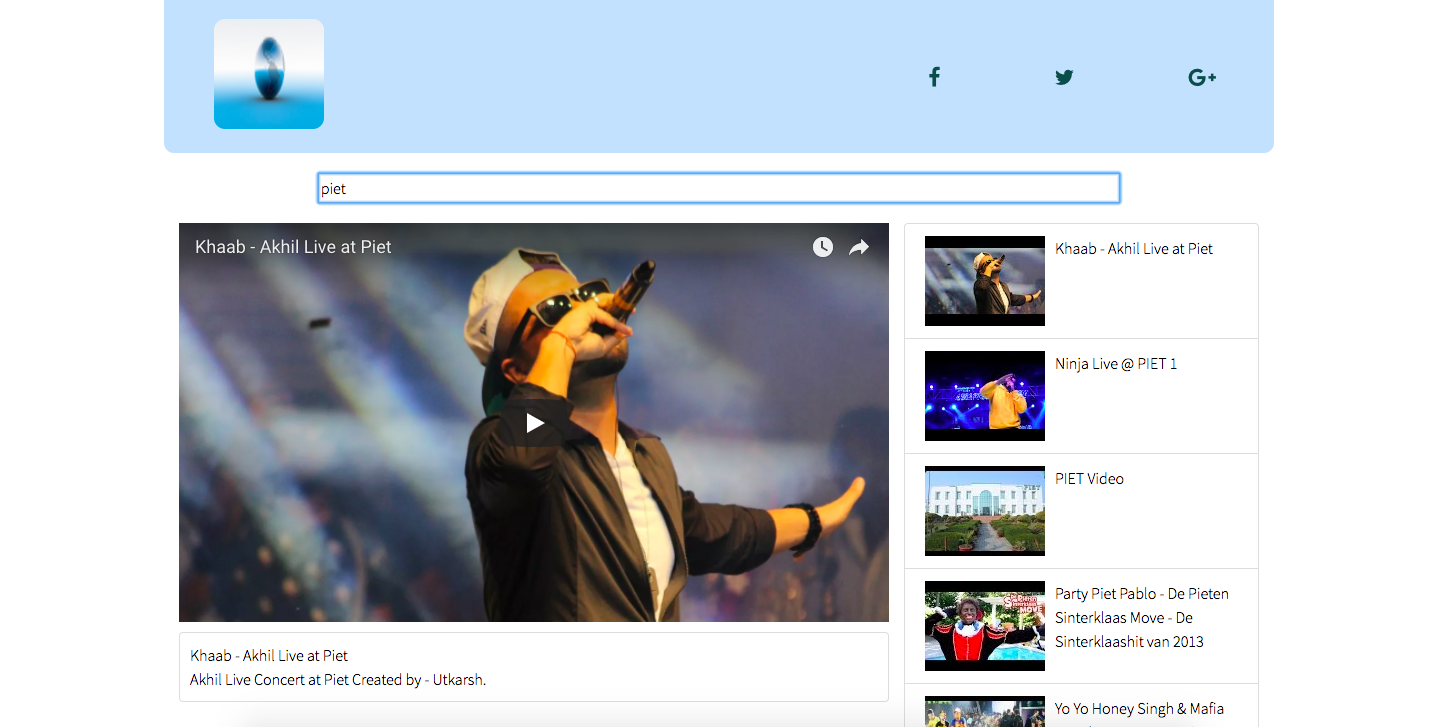 piet
Khaab - Akhil Live at Piet
Khaab - Akhil Live at Piet
Akhil Live Concert at Piet Created by - Utkarsh.
Khaab - Akhil Live at Piet
Ninja Live @ PIET 1
PIET
PIET Video
Party Piet Pablo - De Pieten
Sinterklaas Move - De
Sinterklaashit van 2013
Yo Yo Honey Singh & Mafia